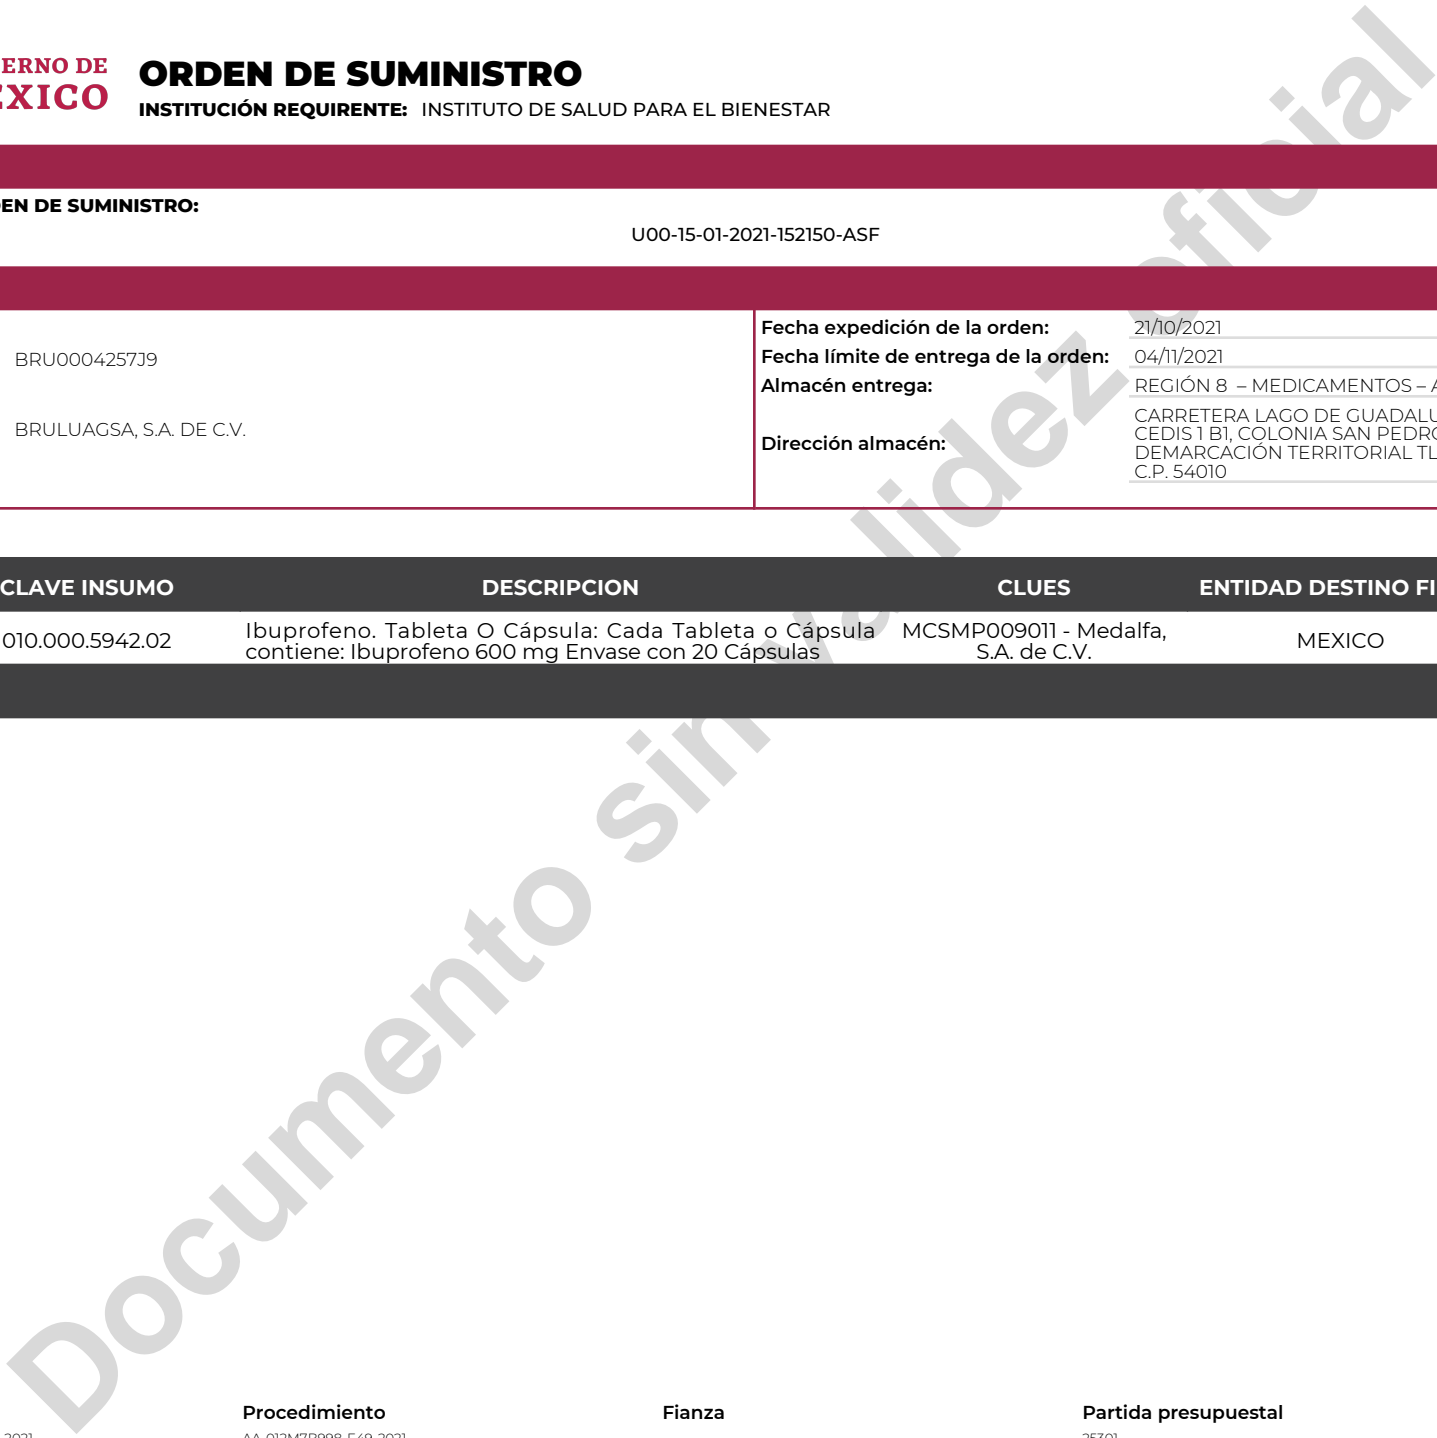 ERNO DE
ORDEN DE SUMINISTRO
EXICO
INSTITUCIÓN REQUIRENTE: INSTITUTO DE SALUD PARA EL BIENESTAR
EN DE SUMINISTRO:
U00-15-01-2021-152150-ASF
BRU0004257J9
BRULUAGSA, S.A. DE C.V.
Fecha expedición de la orden: 21/10/2021
Fecha límite de entrega de la orden: 04/11/2021
Almacén entrega: REGIÓN 8 – MEDICAMENTOS – A
Dirección almacén:
CARRETERA LAGO DE GUADALU
CEDIS 1 B1, COLONIA SAN PEDRO
DEMARCACIÓN TERRITORIAL TL
C.P. 54010
CLAVE INSUMO DESCRIPCION CLUES ENTIDAD DESTINO FI
010.000.5942.02
Ibuprofeno. Tableta O Cápsula: Cada Tableta o Cápsula
contiene: Ibuprofeno 600 mg Envase con 20 Cápsulas
MCSMP009011 - Medalfa,
S.A. de C.V.
MEXICO
Documento sin validez oficial
Procedimiento Fianza Partida presupuestal